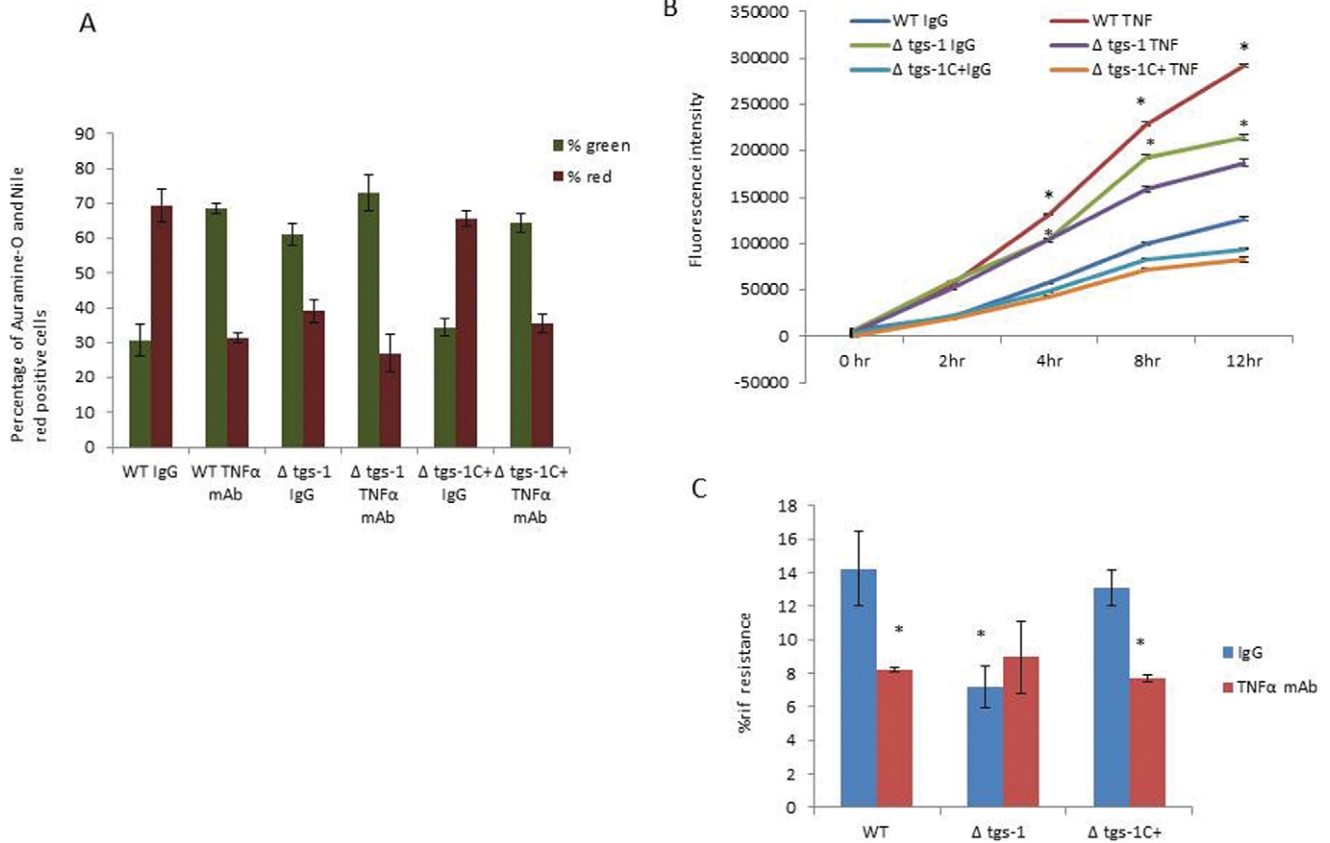 A
Percentage of Auramine-O and Nile
red positive cells
90
80
70
60
50
40
30
20
10
0
% green
% red
WT IgG
WT TNFα
mAb
Δ tgs-1
IgG
Δ tgs-1
TNFα
mAb
Δ tgs-1C+
IgG
Δ tgs-1C+
TNFα
mAb
B
Fluorescence intensity
350000
300000
250000
200000
150000
100000
50000
0
-50000
WT IgG
WT TNF
Δ tgs-1 IgG
Δ tgs-1 TNF
Δ tgs-1C+IgG
Δ tgs-1C+ TNF
*
*
*
*
*
*
0 hr
2hr
4hr
8hr
12hr
C
%rif resistance
18
16
14
12
10
8
6
4
2
0
*
*
*
WT
Δ tgs-1
Δ tgs-1C+
IgG
TNFα mAb